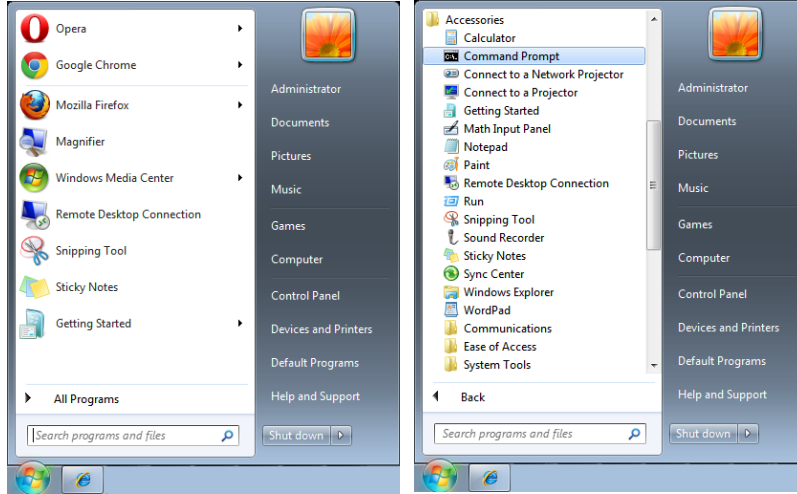 Opera
Google Chrome
Mozilla Firefox
Magnifier
Windows Media Center
Remote Desktop Connection
Snipping Tool
Sticky Notes
Getting Started
All Programs
Search programs and files
Administrator
Documents
Pictures
Music
Games
Computer
Control Panel
Devices and Printers
Default Programs
Help and Support
Shut down
Accessories
Calculator
Command Prompt
Connect to a Network Projector
Connect to a Projector
Getting Started
Math Input Panel
Notepad
Paint
Remote Desktop Connection
Run
Snipping Tool
Sound Recorder
Sticky Notes
Sync Center
Windows Explorer
WordPad
Communications
Ease of Access
System Tools
Back
Search programs and files
Administrator
Documents
Pictures
Music
Games
Computer
Control Panel
Devices and Printers
Default Programs
Help and Support
Shut down